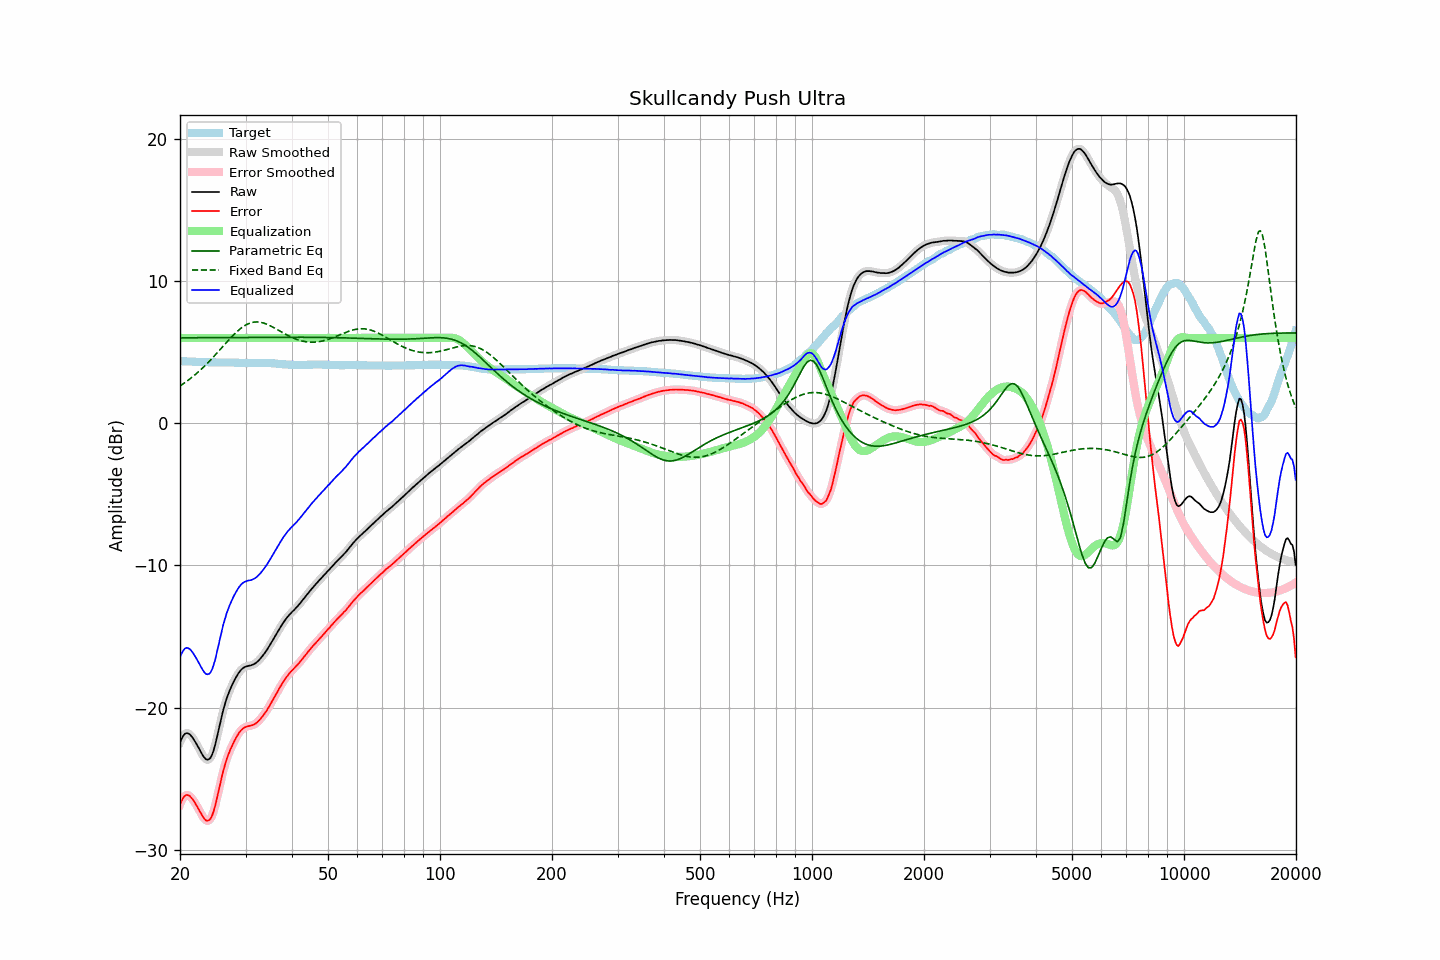 Skullcandy Push Ultra
Target
Raw Smoothed
Error Smoothed
Raw
Error
Equalization
Parametric Eq
Fixed Band Eq
Equalized
Amplitude (dBr)
20
10
0
−10
−20
−30
20 50 100 200 500 1000 2000 5000 10000 20000
Frequency (Hz)